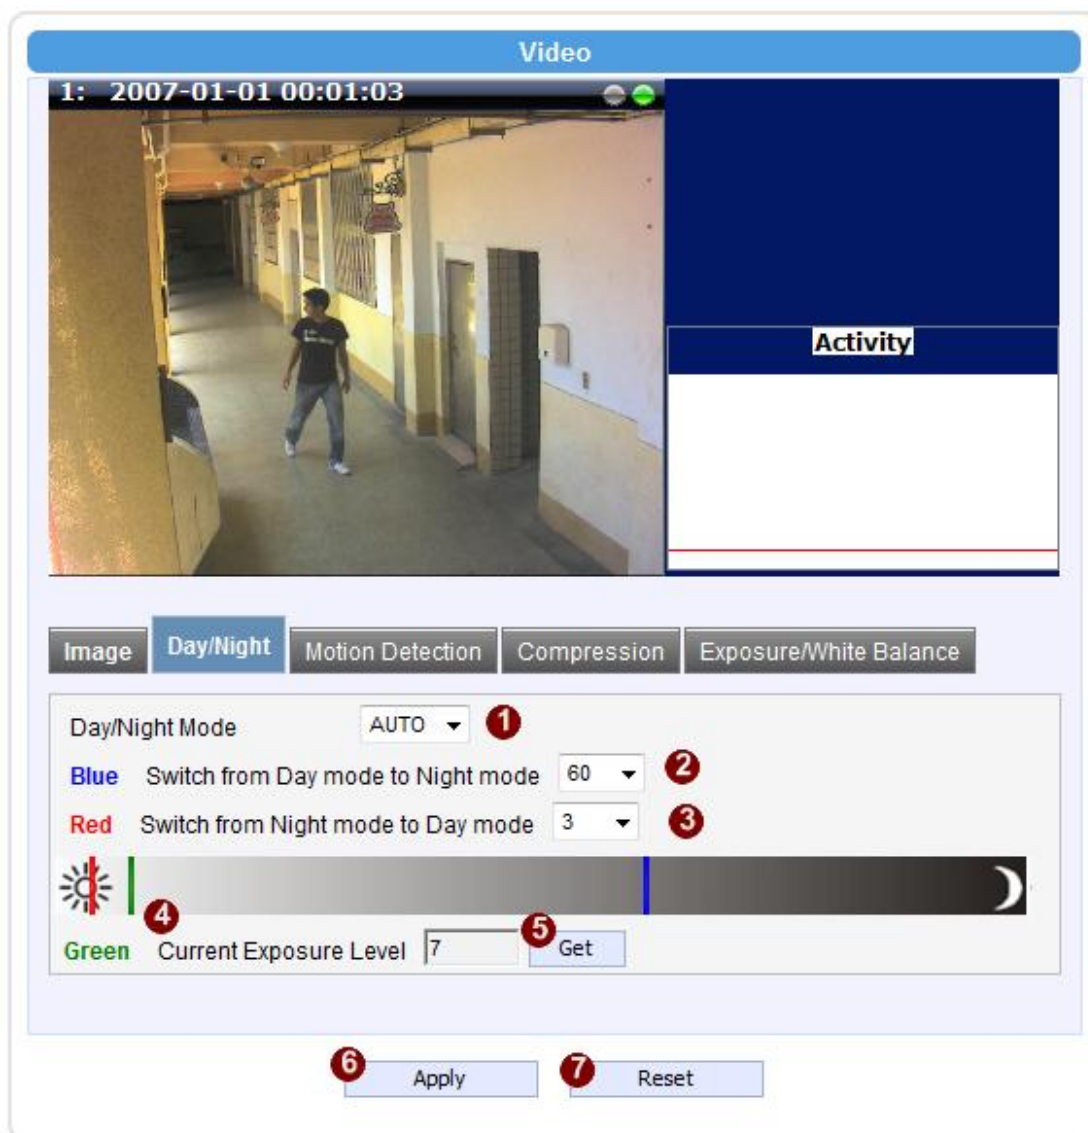 Video
1: 2007-01-01 00:01:03
Activity
Image Day/Night Motion Detection Compression Exposure/White Balance
Day/Night Mode AUTO 1
Blue Switch from Day mode to Night mode 60 2
Red Switch from Night mode to Day mode 3 3
4 5
Green Current Exposure Level 7 Get
6 Apply 7 Reset